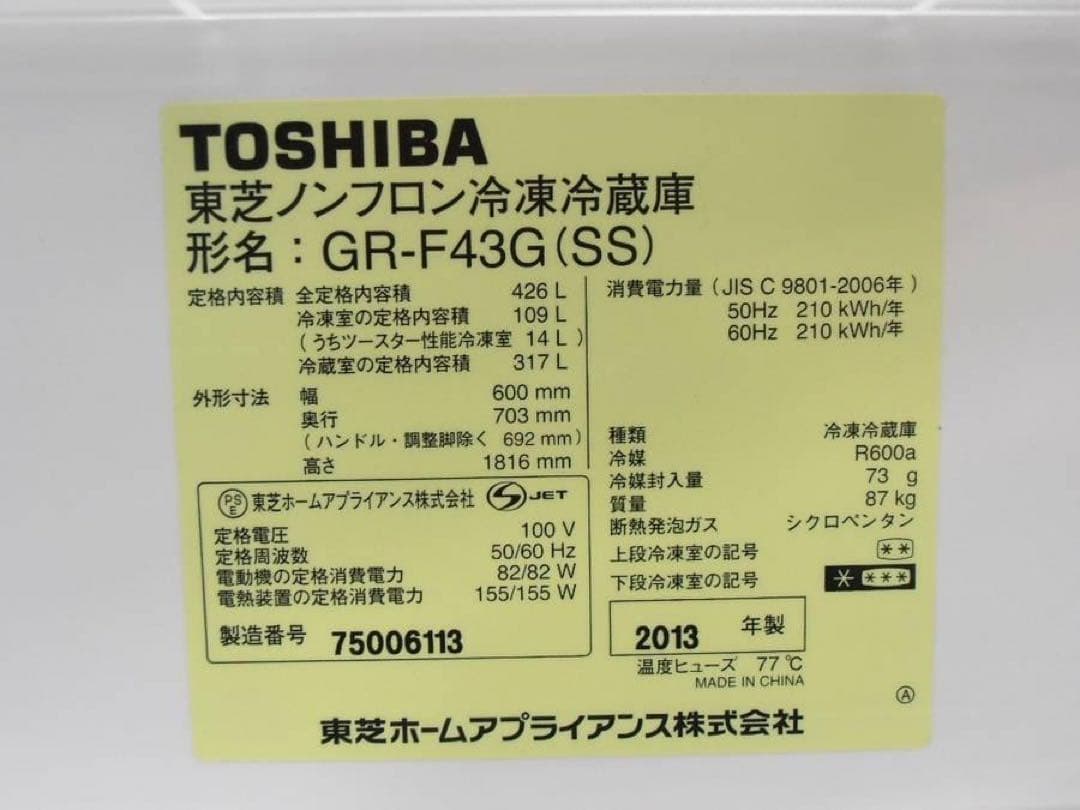 TOSHIBA
東芝ノンフロン冷凍冷蔵庫
形名：GR-F43G(SS)
定格内容積 全定格内容積 426 L
冷凍室の定格内容積 109 L
(うちツースター性能冷凍室 14 L)
冷蔵室の定格内容積 317 L
外形寸法 幅 600 mm
奥行 703 mm
(ハンドル・調整脚除く 692 mm)
高さ 1816 mm
消費電力量 (JIS C 9801-2006年)
50Hz 210 kWh/年
60Hz 210 kWh/年
種類 冷凍冷蔵庫
冷媒 R600a
冷媒封入量 73 g
質量 87 kg
断熱発泡ガス シクロペンタン
上段冷凍室の記号 **
下段冷凍室の記号 * ***
PSE 東芝ホームアプライアンス株式会社 JET
定格電圧 100 V
定格周波数 50/60 Hz
電動機の定格消費電力 82/82 W
電熱装置の定格消費電力 155/155 W
製造番号 75006113
2013 年製
温度ヒューズ 77℃
MADE IN CHINA
Ⓐ
東芝ホームアプライアンス株式会社